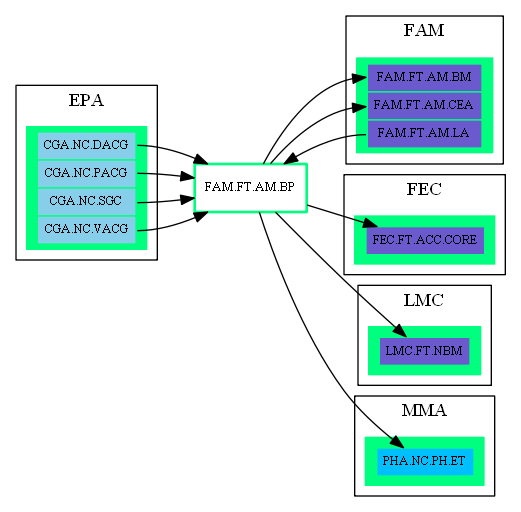 EPA
CGA.NC.DACG
CGA.NC.PACG
CGA.NC.SGC
CGA.NC.VACG
FAM.FT.AM.BP
FAM
FAM.FT.AM.BM
FAM.FT.AM.CEA
FAM.FT.AM.LA
FEC
FEC.FT.ACC.CORE
LMC
LMC.FT.NBM
MMA
PHA.NC.PH.ET